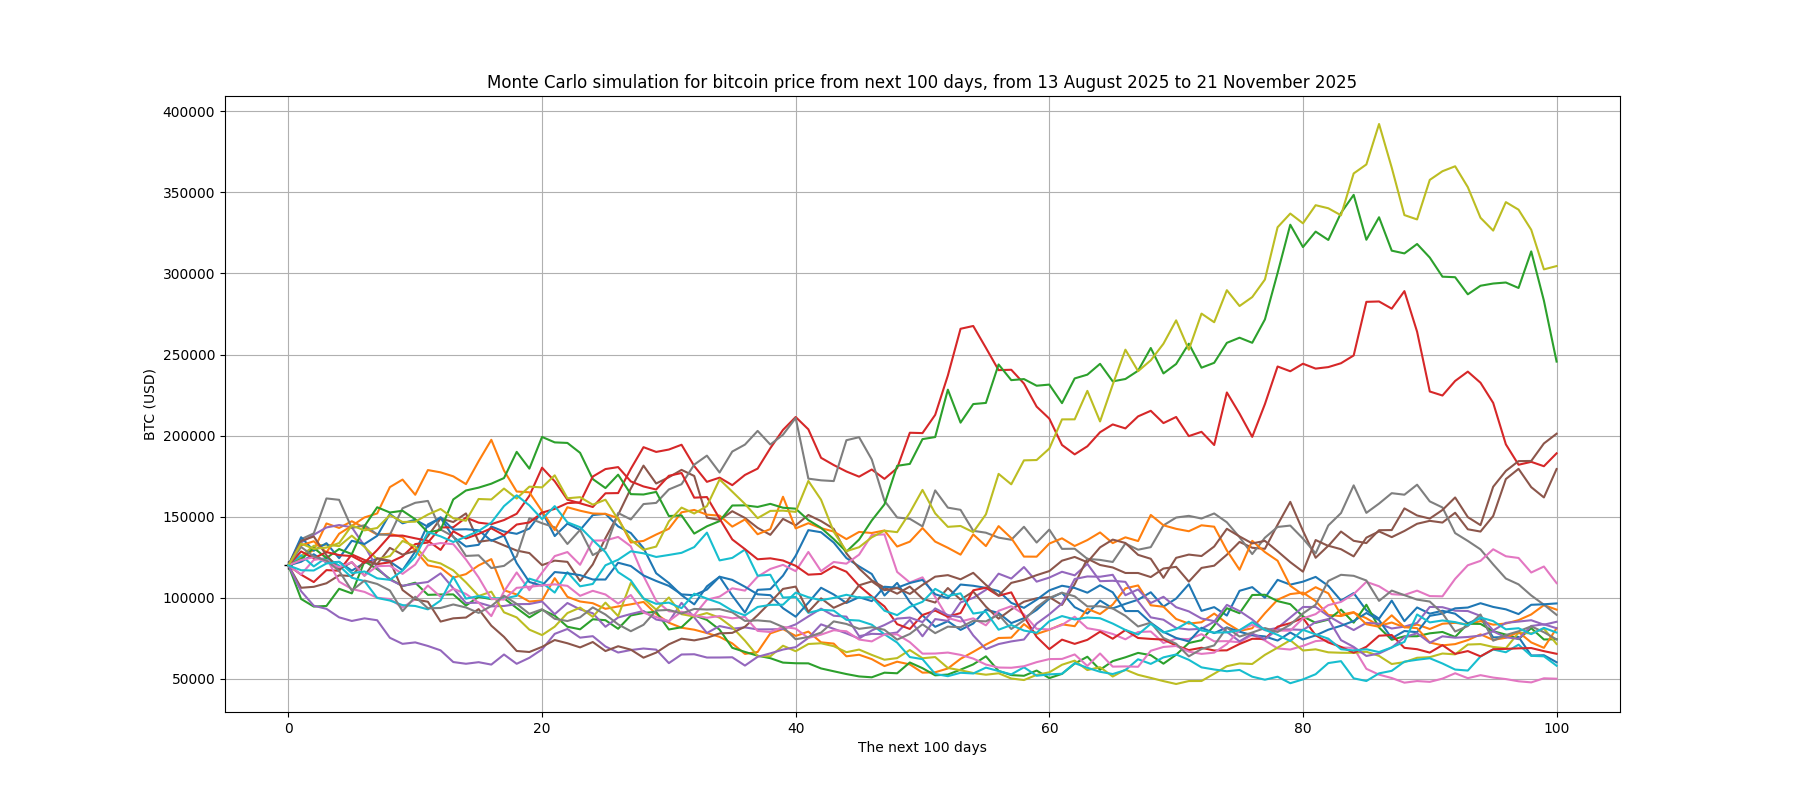 Monte Carlo simulation for bitcoin price from next 100 days, from 13 August 2025 to 21 November 2025
400000
350000
300000
250000
200000
150000
100000
50000
BTC (USD)
0 20 40 60 80 100
The next 100 days